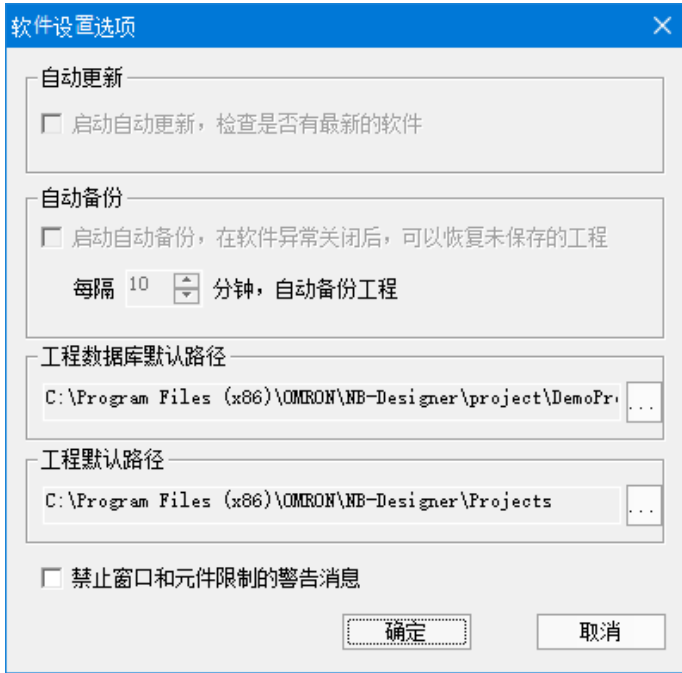 软件设置选项
自动更新
启动自动更新，检查是否有最新的软件
自动备份
启动自动备份，在软件异常关闭后，可以恢复未保存的工程
每隔 10 分钟，自动备份工程
工程数据库默认路径
C:\Program Files (x86)\OMRON\NB-Designer\project\DemoPr
...
工程默认路径
C:\Program Files (x86)\OMRON\NB-Designer\Projects
...
禁止窗口和元件限制的警告消息
确定 取消